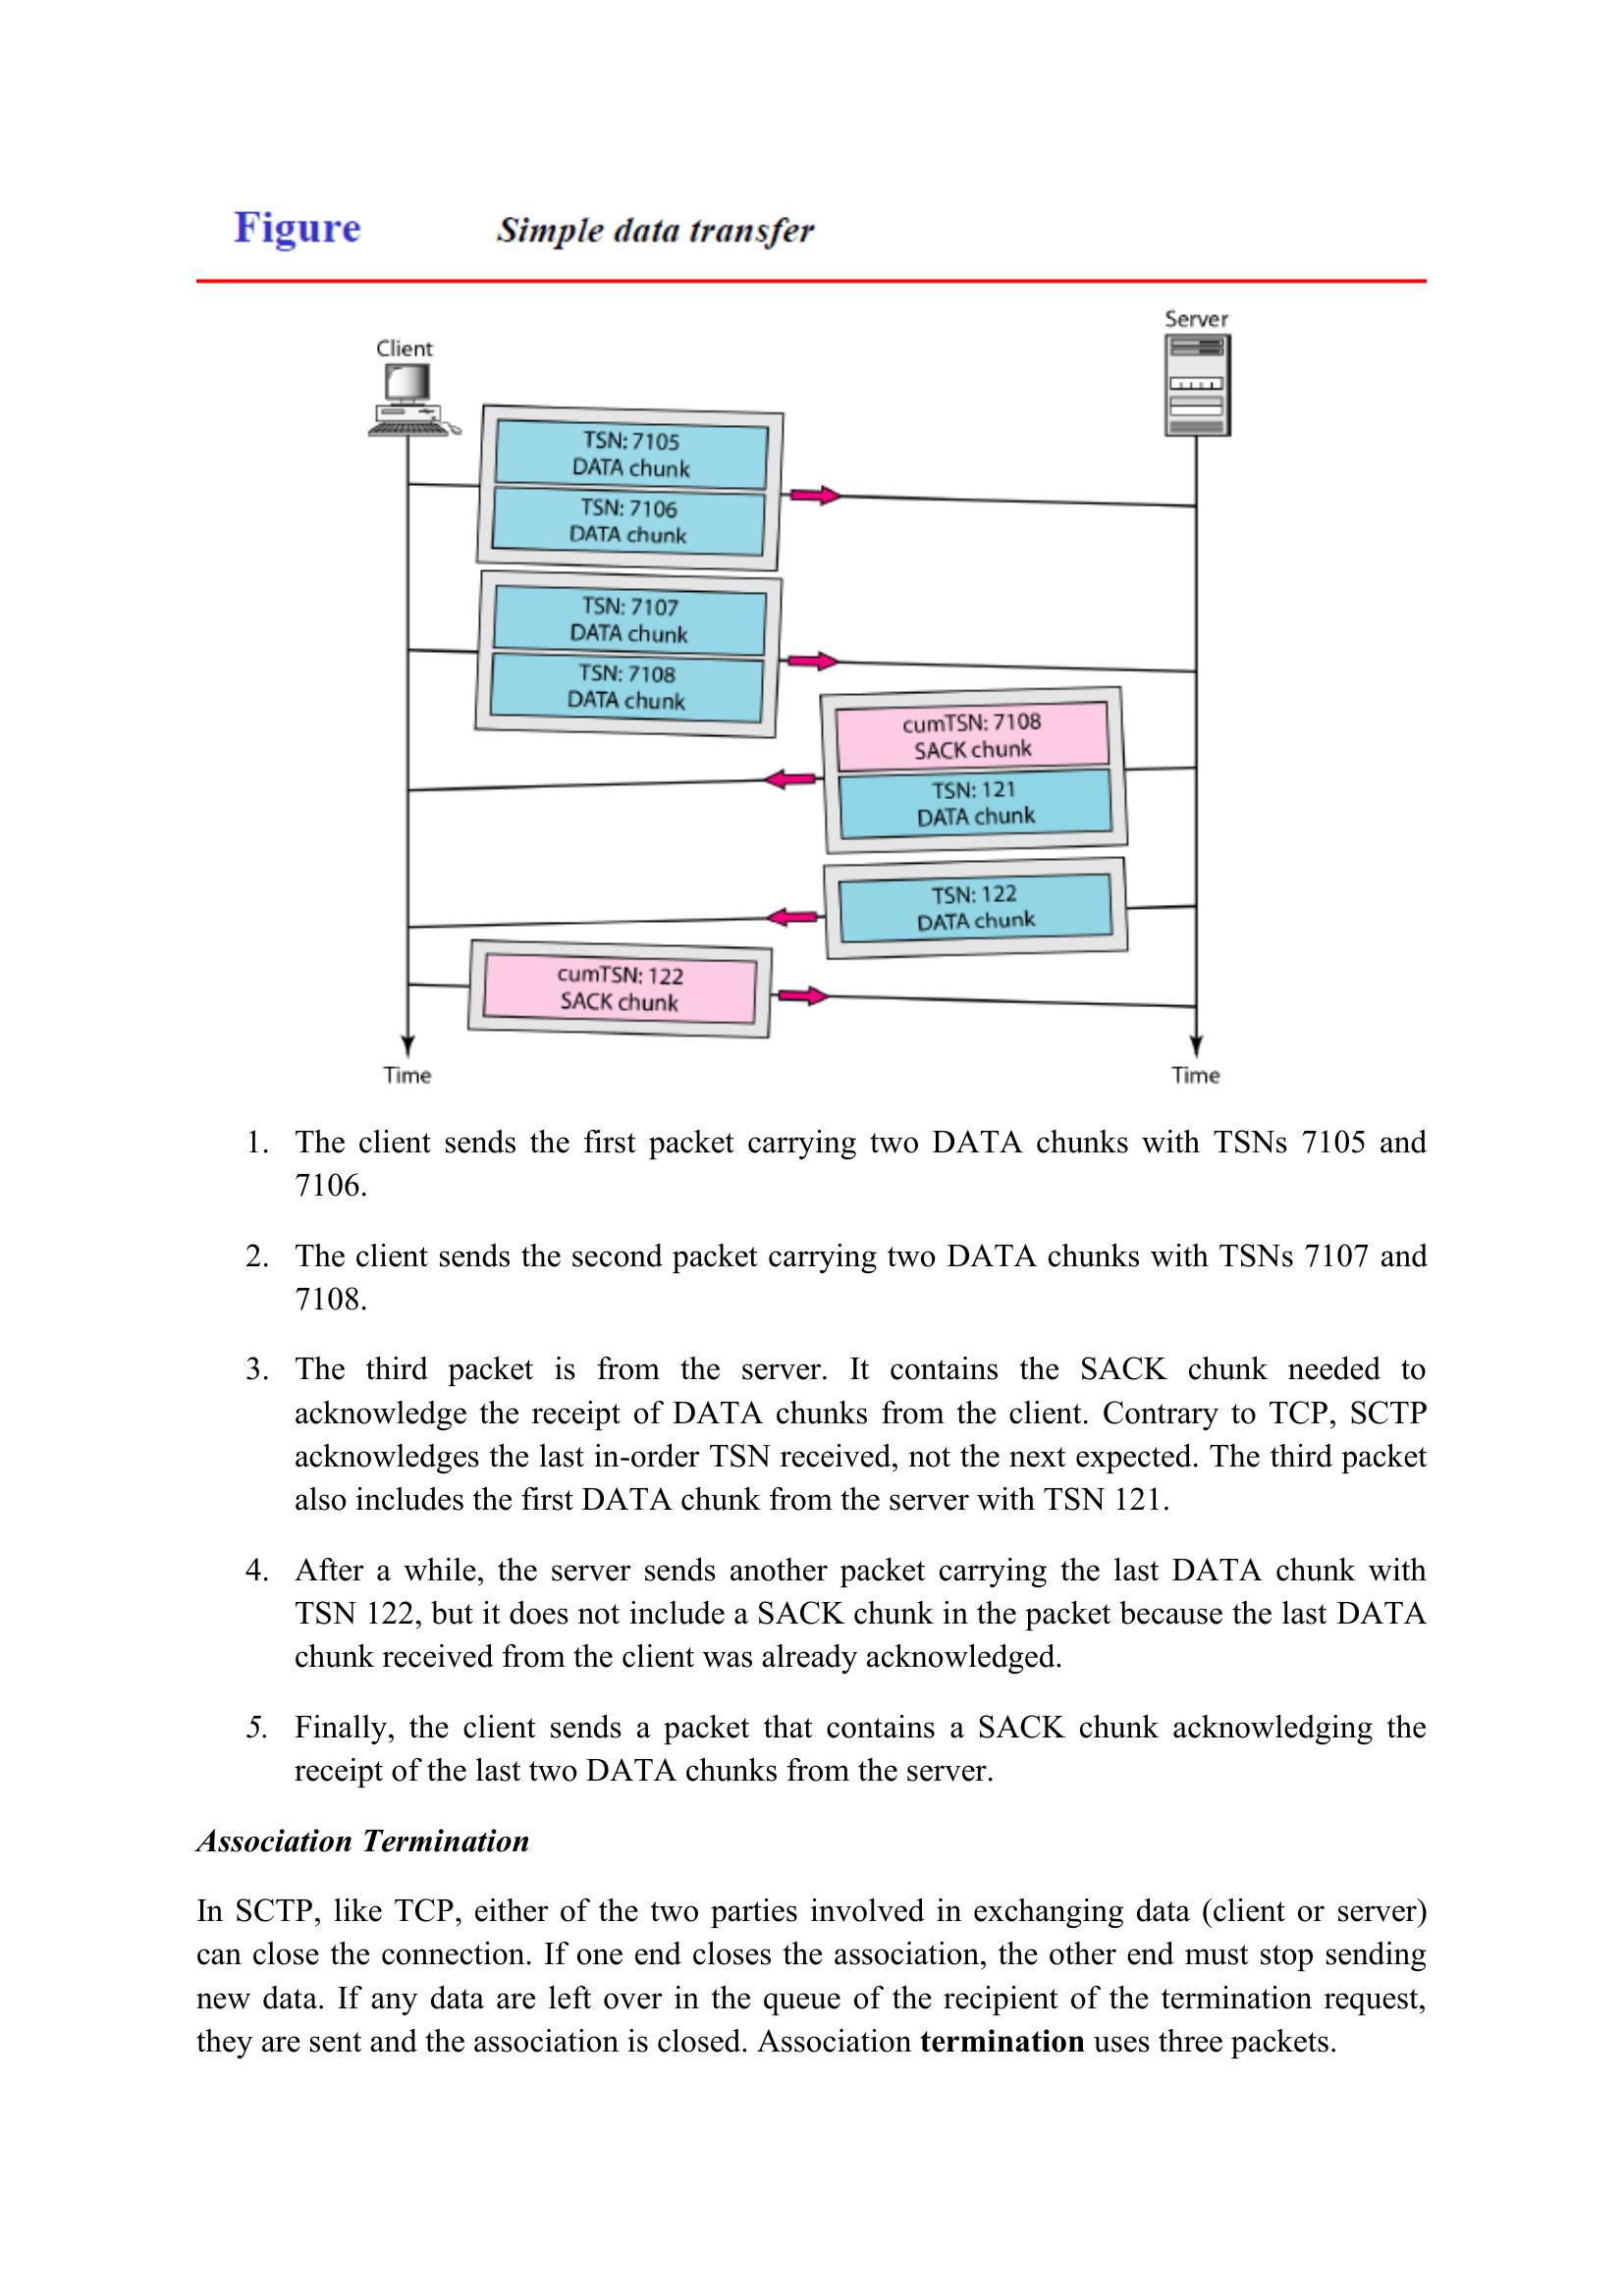 Figure Simple data transfer
Server
Client
TSN: 7105
DATA chunk
TSN: 7106
DATA chunk
TSN: 7107
DATA chunk
TSN: 7108
DATA chunk
cumTSN: 7108
SACK chunk
TSN: 121
DATA chunk
TSN: 122
DATA chunk
cumTSN: 122
SACK chunk
Time Time
1. The client sends the first packet carrying two DATA chunks with TSNs 7105 and
7106.
2. The client sends the second packet carrying two DATA chunks with TSNs 7107 and
7108.
3. The third packet is from the server. It contains the SACK chunk needed to
acknowledge the receipt of DATA chunks from the client. Contrary to TCP, SCTP
acknowledges the last in-order TSN received, not the next expected. The third packet
also includes the first DATA chunk from the server with TSN 121.
4. After a while, the server sends another packet carrying the last DATA chunk with
TSN 122, but it does not include a SACK chunk in the packet because the last DATA
chunk received from the client was already acknowledged.
5. Finally, the client sends a packet that contains a SACK chunk acknowledging the
receipt of the last two DATA chunks from the server.
Association Termination
In SCTP, like TCP, either of the two parties involved in exchanging data (client or server)
can close the connection. If one end closes the association, the other end must stop sending
new data. If any data are left over in the queue of the recipient of the termination request,
they are sent and the association is closed. Association termination uses three packets.